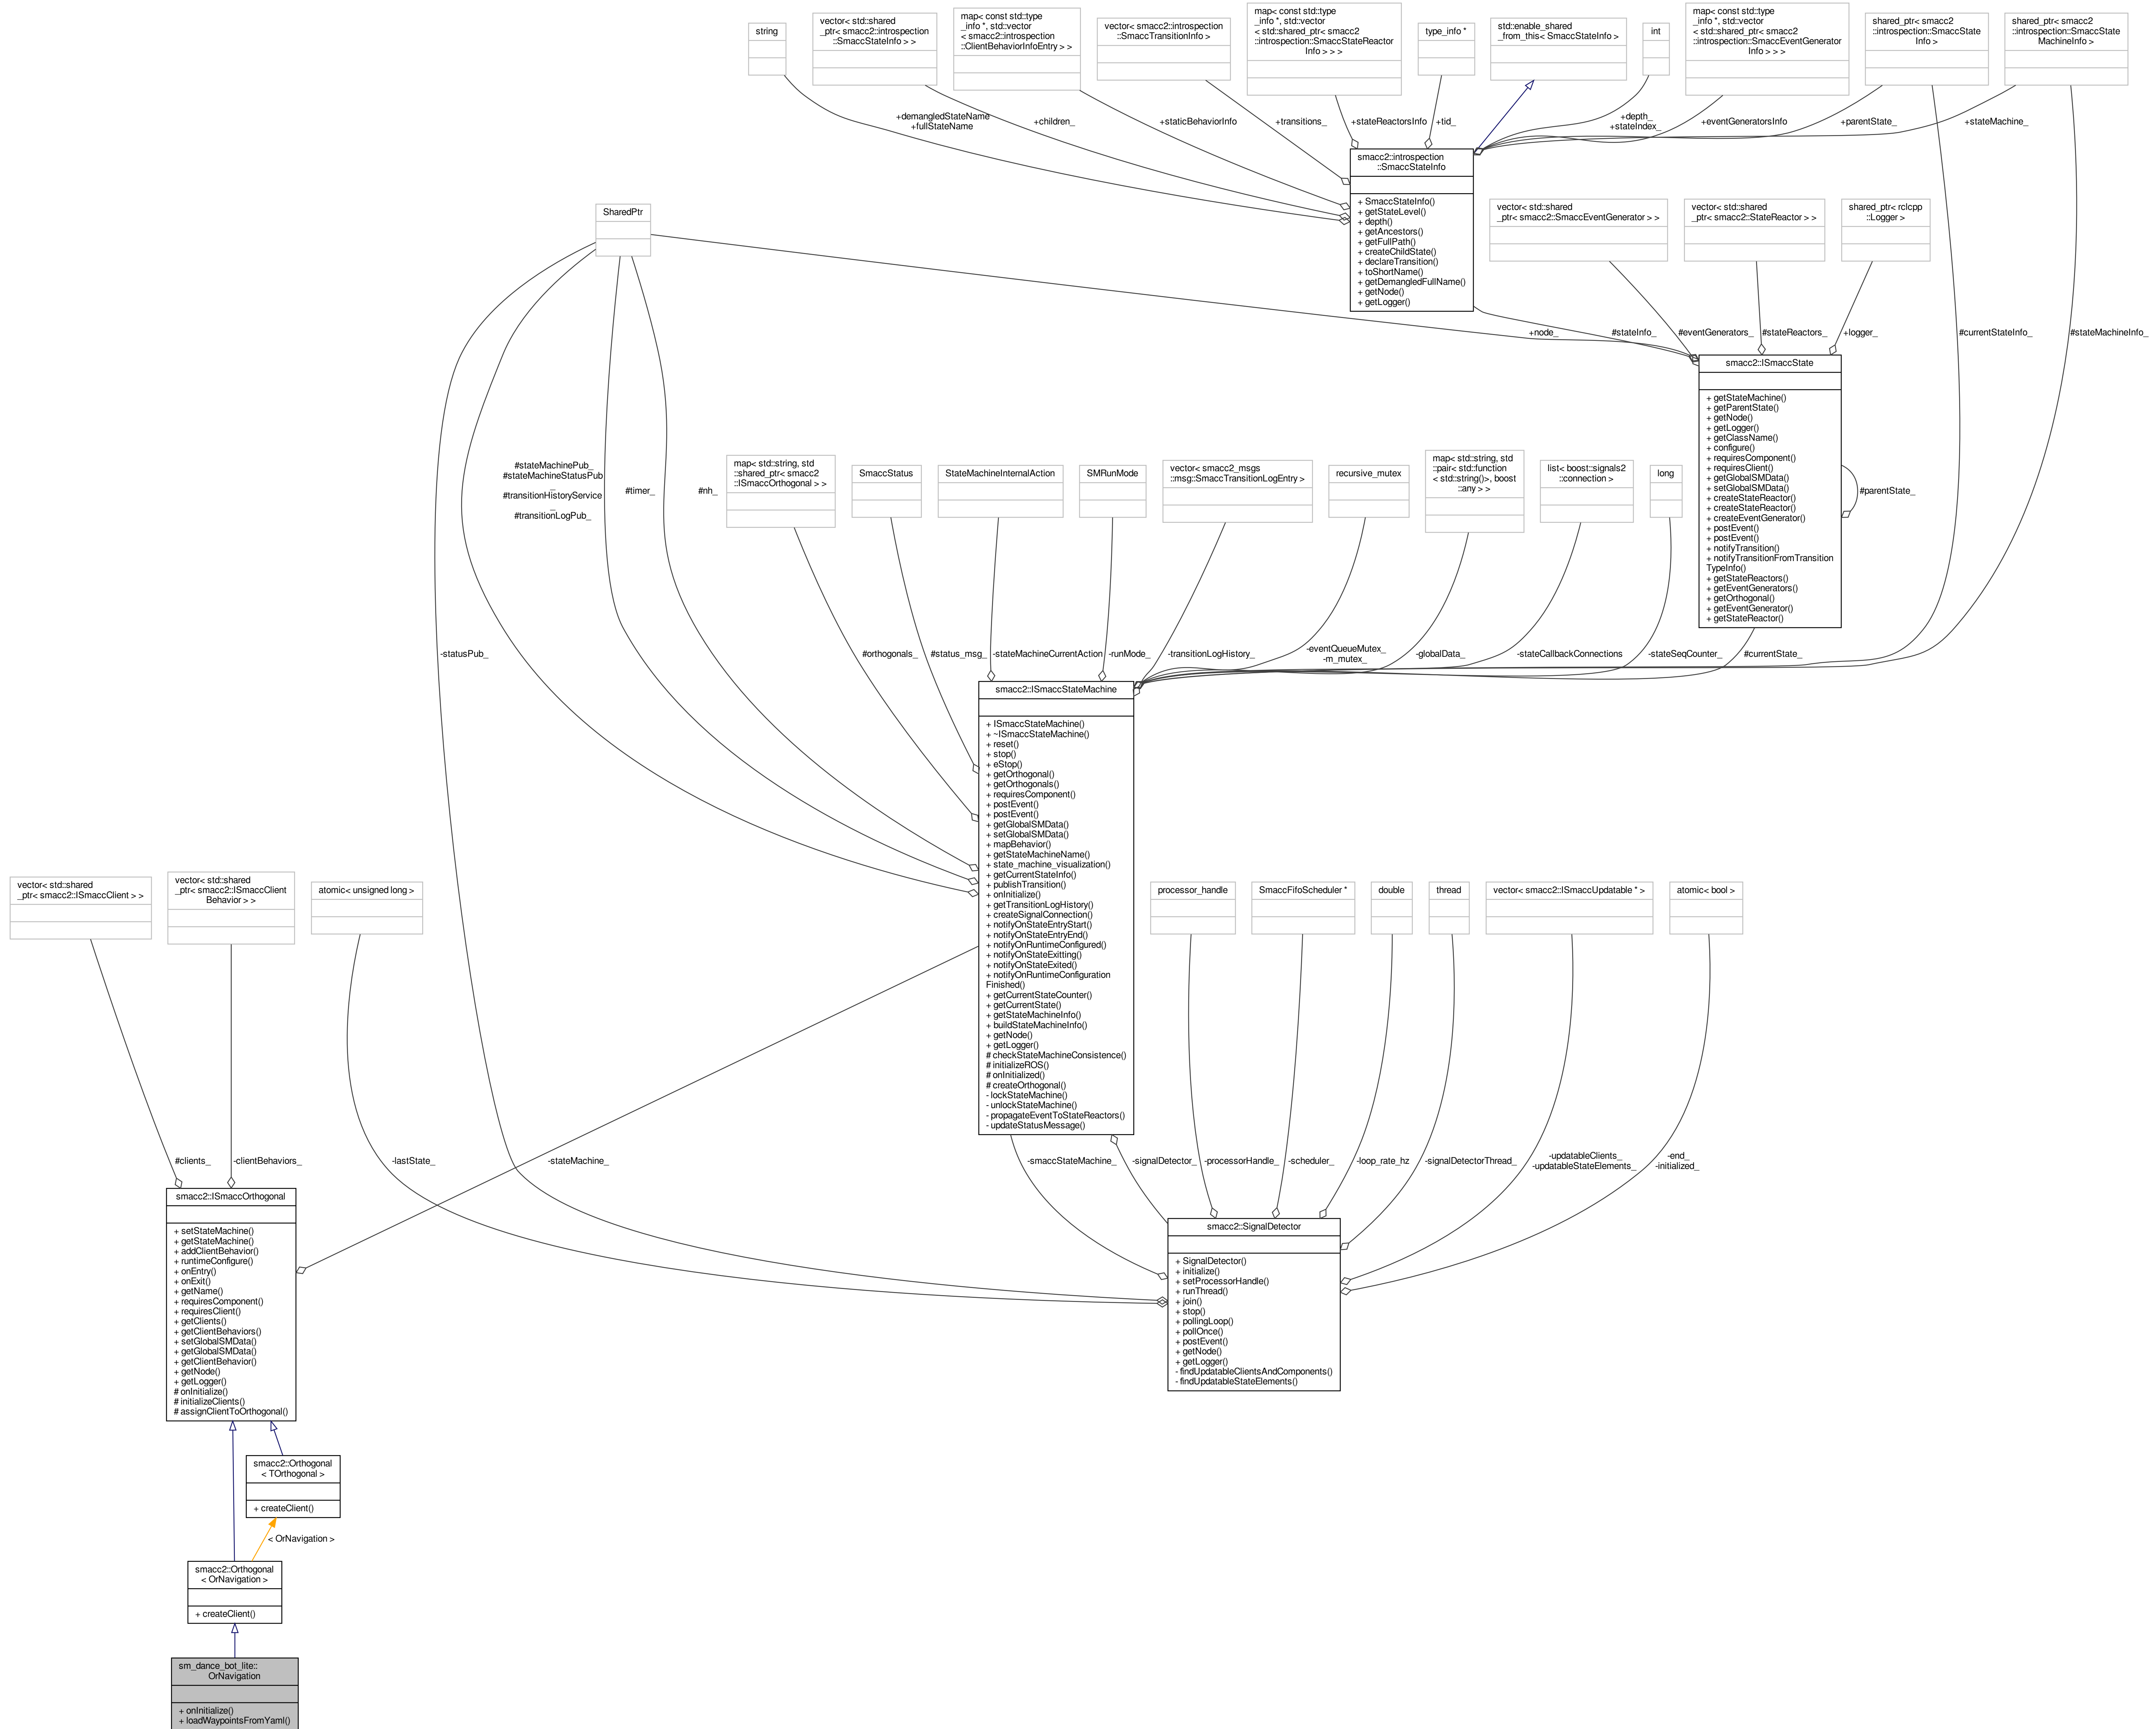 string
vector< std::shared
_ptr< smacc2::introspection
::SmaccStateInfo > >
map< const std::type
_info *, std::vector
< smacc2::introspection
::ClientBehaviorInfoEntry > >
vector< smacc2::introspection
::SmaccTransitionInfo >
map< const std::type
_info *, std::vector
< std::shared_ptr< smacc2
::introspection::SmaccStateReactor
Info > > >
type_info *
std::enable_shared
_from_this< SmaccStateInfo >
int
map< const std::type
_info *, std::vector
< std::shared_ptr< smacc2
::introspection::SmaccEventGenerator
Info > > >
shared_ptr< smacc2
::introspection::SmaccState
Info >
shared_ptr< smacc2
::introspection::SmaccState
MachineInfo >
+demangledStateName
+fullStateName
+children_
+staticBehaviorInfo
+transitions_
+stateReactorsInfo
+tid_
+depth_
+stateIndex_
+eventGeneratorsInfo
+parentState_
+stateMachine_
smacc2::introspection
::SmaccStateInfo
+ SmaccStateInfo()
+ getStateLevel()
+ depth()
+ getAncestors()
+ getFullPath()
+ createChildState()
+ declareTransition()
+ toShortName()
+ getDemangledFullName()
+ getNode()
+ getLogger()
SharedPtr
vector< std::shared
_ptr< smacc2::SmaccEventGenerator > >
vector< std::shared
_ptr< smacc2::StateReactor > >
shared_ptr< rclcpp
::Logger >
+node_
#stateInfo_
#eventGenerators_
#stateReactors_
+logger_
#currentStateInfo_
#stateMachineInfo_
smacc2::ISmaccState
+ getStateMachine()
+ getParentState()
+ getNode()
+ getLogger()
+ getClassName()
+ configure()
+ requiresComponent()
+ requiresClient()
+ getGlobalSMData()
+ setGlobalSMData()
+ createStateReactor()
+ createStateReactor()
+ createEventGenerator()
+ postEvent()
+ postEvent()
+ notifyTransition()
+ notifyTransitionFromTransition
TypeInfo()
+ getStateReactors()
+ getEventGenerators()
+ getOrthogonal()
+ getEventGenerator()
+ getStateReactor()
#parentState_
#stateMachinePub_
#stateMachineStatusPub
_
#transitionHistoryService
_
#transitionLogPub_
#timer_
#nh_
map< std::string, std
::shared_ptr< smacc2
::ISmaccOrthogonal > >
SmaccStatus
StateMachineInternalAction
SMRunMode
vector< smacc2_msgs
::msg::SmaccTransitionLogEntry >
recursive_mutex
map< std::string, std
::pair< std::function
< std::string()>, boost
::any > >
list< boost::signals2
::connection >
long
-statusPub_
#orthogonals_
#status_msg_
-stateMachineCurrentAction
-runMode_
-transitionLogHistory_
-eventQueueMutex_
-m_mutex_
-globalData_
-stateCallbackConnections
-stateSeqCounter_
#currentState_
smacc2::ISmaccStateMachine
+ ISmaccStateMachine()
+ ~ISmaccStateMachine()
+ reset()
+ stop()
+ eStop()
+ getOrthogonal()
+ getOrthogonals()
+ requiresComponent()
+ postEvent()
+ postEvent()
+ getGlobalSMData()
+ setGlobalSMData()
+ mapBehavior()
+ getStateMachineName()
+ state_machine_visualization()
+ getCurrentStateInfo()
+ publishTransition()
+ onInitialize()
+ getTransitionLogHistory()
+ createSignalConnection()
+ notifyOnStateEntryStart()
+ notifyOnStateEntryEnd()
+ notifyOnRuntimeConfigured()
+ notifyOnStateExitting()
+ notifyOnStateExited()
+ notifyOnRuntimeConfiguration
Finished()
+ getCurrentStateCounter()
+ getCurrentState()
+ getStateMachineInfo()
+ buildStateMachineInfo()
+ getNode()
+ getLogger()
# checkStateMachineConsistence()
# initializeROS()
# onInitialized()
# createOrthogonal()
- lockStateMachine()
- unlockStateMachine()
- propagateEventToStateReactors()
- updateStatusMessage()
vector< std::shared
_ptr< smacc2::ISmaccClient > >
vector< std::shared
_ptr< smacc2::ISmaccClient
Behavior > >
atomic< unsigned long >
processor_handle
SmaccFifoScheduler *
double
thread
vector< smacc2::ISmaccUpdatable * >
atomic< bool >
#clients_
-clientBehaviors_
-lastState_
-stateMachine_
-smaccStateMachine_
-signalDetector_
-processorHandle_
-scheduler_
-loop_rate_hz
-signalDetectorThread_
-updatableClients_
-updatableStateElements_
-end_
-initialized_
smacc2::ISmaccOrthogonal
+ setStateMachine()
+ getStateMachine()
+ addClientBehavior()
+ runtimeConfigure()
+ onEntry()
+ onExit()
+ getName()
+ requiresComponent()
+ requiresClient()
+ getClients()
+ getClientBehaviors()
+ setGlobalSMData()
+ getGlobalSMData()
+ getClientBehavior()
+ getNode()
+ getLogger()
# onInitialize()
# initializeClients()
# assignClientToOrthogonal()
smacc2::SignalDetector
+ SignalDetector()
+ initialize()
+ setProcessorHandle()
+ runThread()
+ join()
+ stop()
+ pollingLoop()
+ pollOnce()
+ postEvent()
+ getNode()
+ getLogger()
- findUpdatableClientsAndComponents()
- findUpdatableStateElements()
smacc2::Orthogonal
< TOrthogonal >
+ createClient()
< OrNavigation >
smacc2::Orthogonal
< OrNavigation >
+ createClient()
sm_dance_bot_lite::
OrNavigation
+ onInitialize()
+ loadWaypointsFromYaml()